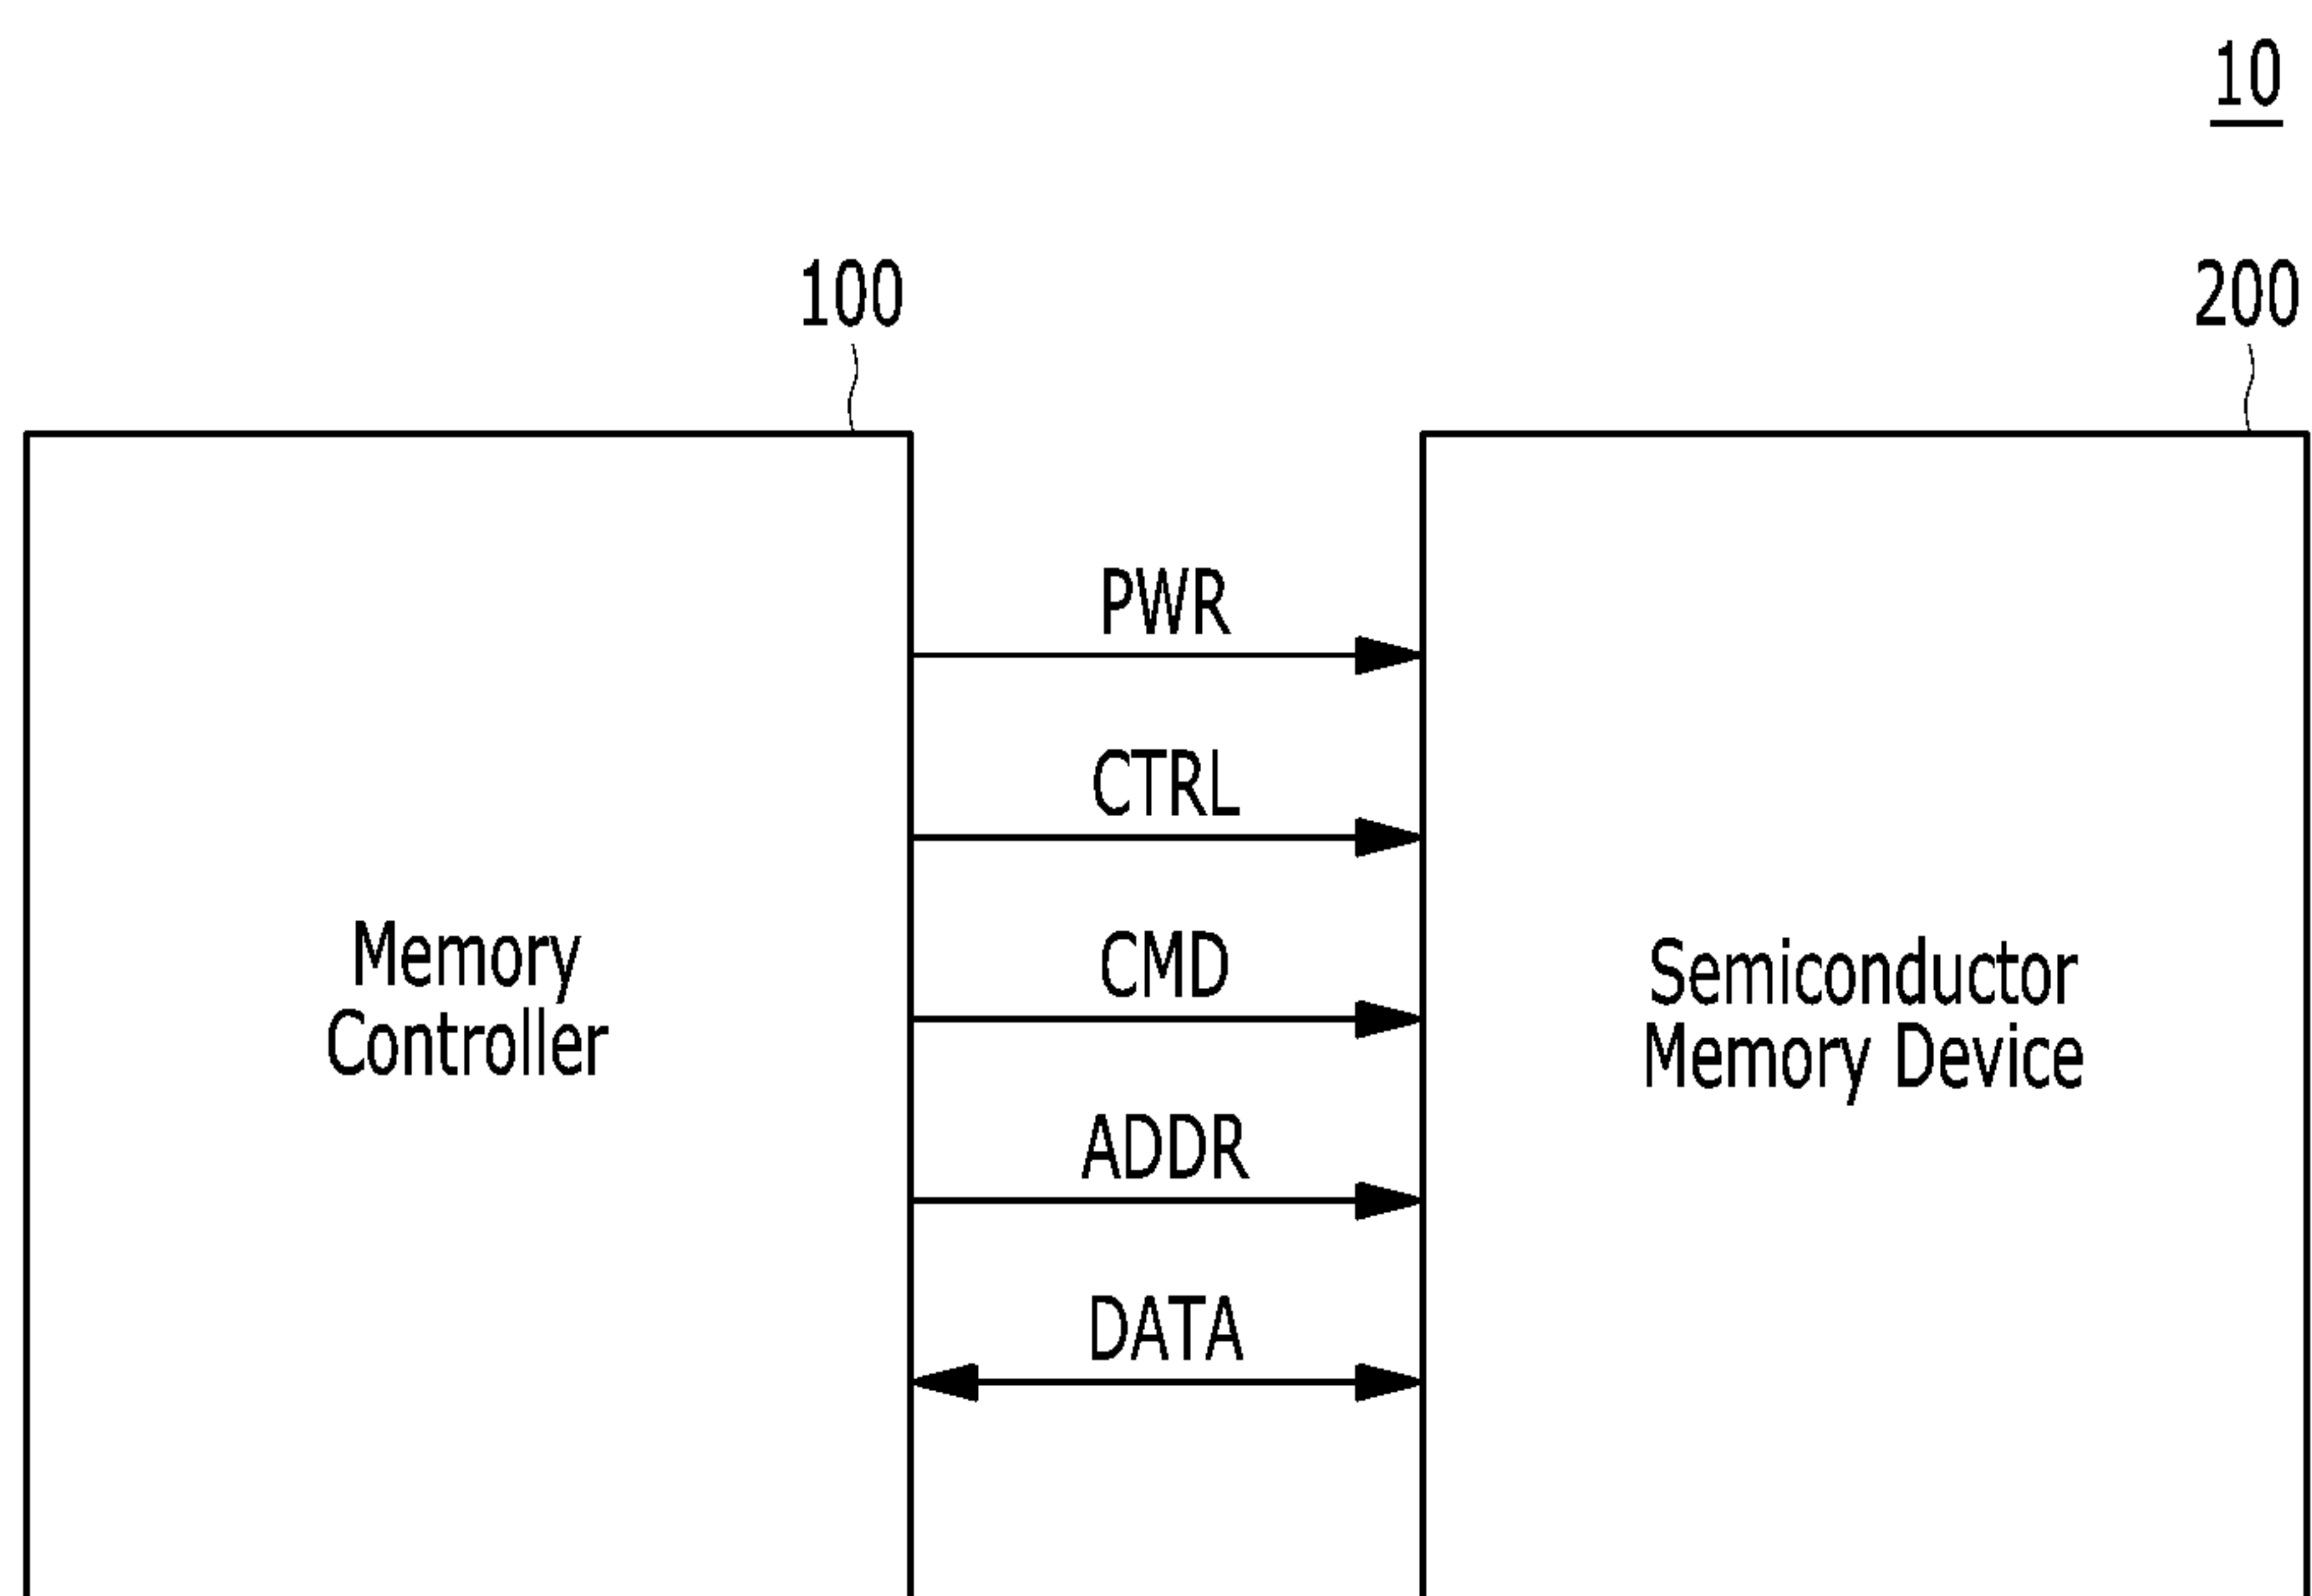 10
100
200
PWR
CTRL
CMD
ADDR
DATA
Memory
Controller
Semiconductor
Memory Device